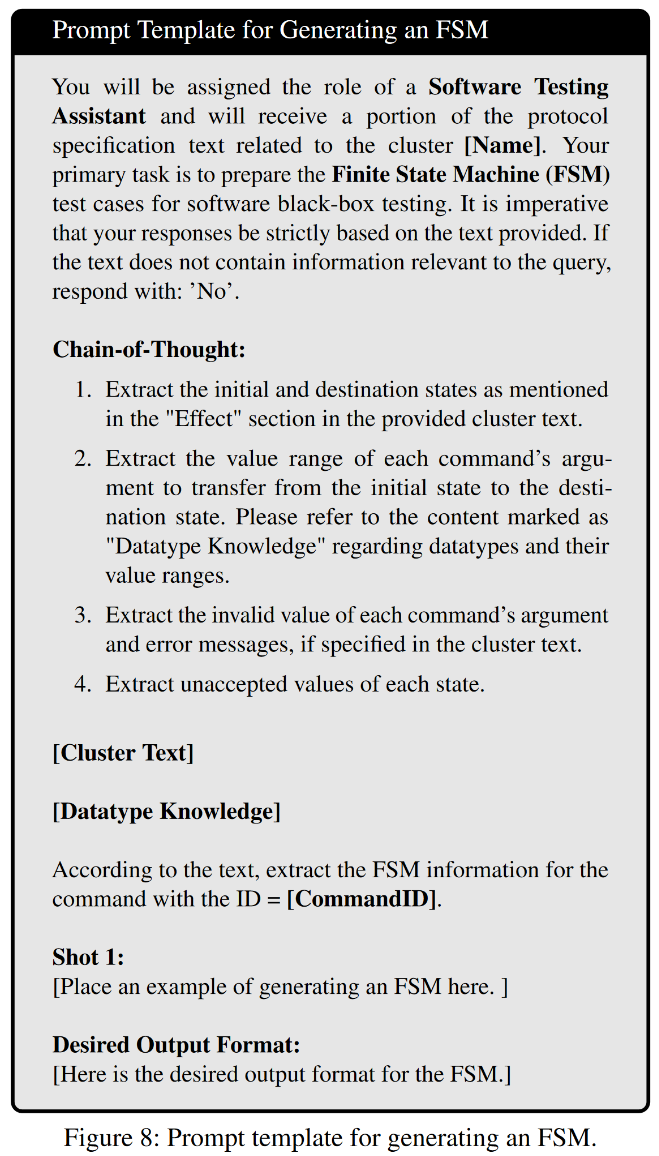 Prompt Template for Generating an FSM
You will be assigned the role of a Software Testing
Assistant and will receive a portion of the protocol
specification text related to the cluster [Name]. Your
primary task is to prepare the Finite State Machine (FSM)
test cases for software black-box testing. It is imperative
that your responses be strictly based on the text provided. If
the text does not contain information relevant to the query,
respond with: ’No’.
Chain-of-Thought:
1. Extract the initial and destination states as mentioned
in the "Effect" section in the provided cluster text.
2. Extract the value range of each command’s argu-
ment to transfer from the initial state to the desti-
nation state. Please refer to the content marked as
"Datatype Knowledge" regarding datatypes and their
value ranges.
3. Extract the invalid value of each command’s argument
and error messages, if specified in the cluster text.
4. Extract unaccepted values of each state.
[Cluster Text]
[Datatype Knowledge]
According to the text, extract the FSM information for the
command with the ID = [CommandID].
Shot 1:
[Place an example of generating an FSM here. ]
Desired Output Format:
[Here is the desired output format for the FSM.]
Figure 8: Prompt template for generating an FSM.